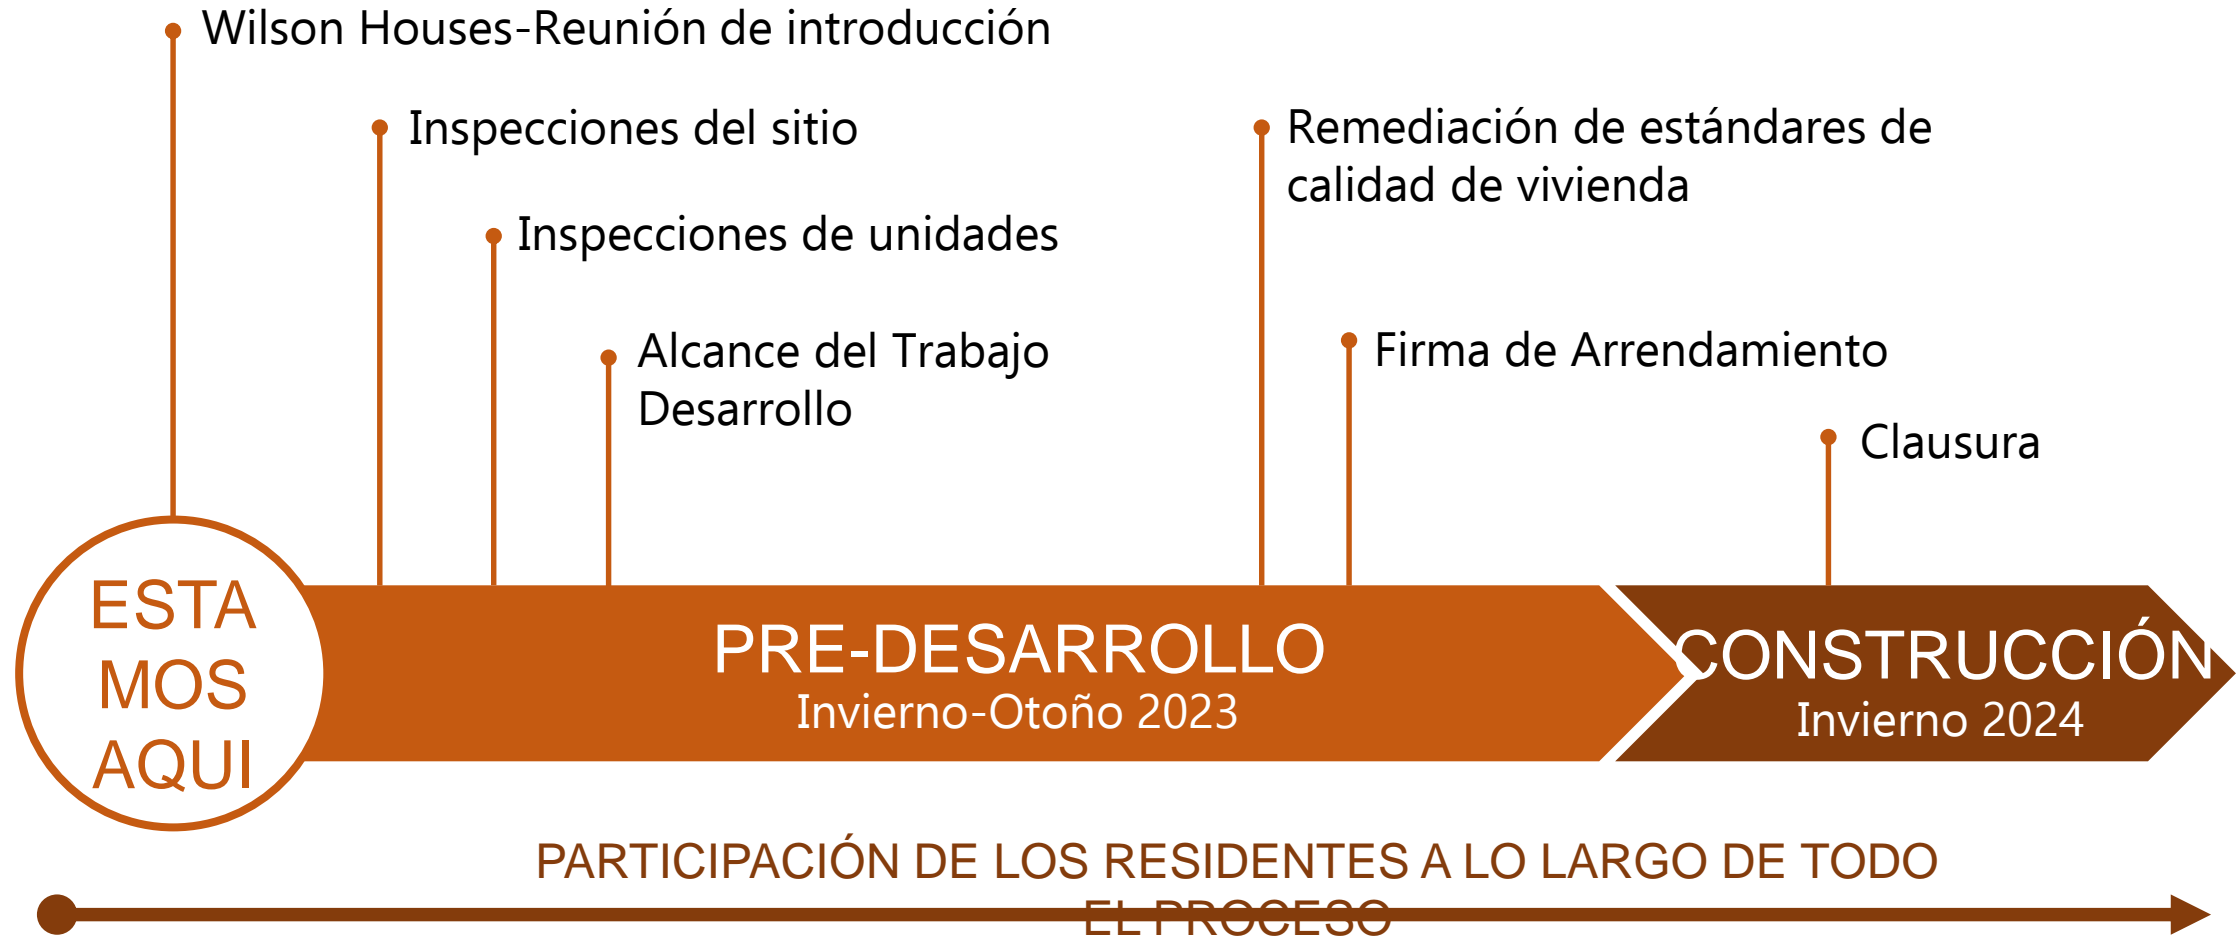 Wilson Houses-Reunión de introducción
Inspecciones del sitio
Inspecciones de unidades
Alcance del Trabajo
Desarrollo
Remediación de estándares de
calidad de vivienda
Firma de Arrendamiento
Clausura
ESTA
MOS
AQUI
PRE-DESARROLLO
Invierno-Otoño 2023
CONSTRUCCIÓN
Invierno 2024
PARTICIPACIÓN DE LOS RESIDENTES A LO LARGO DE TODO
EL PROCESO